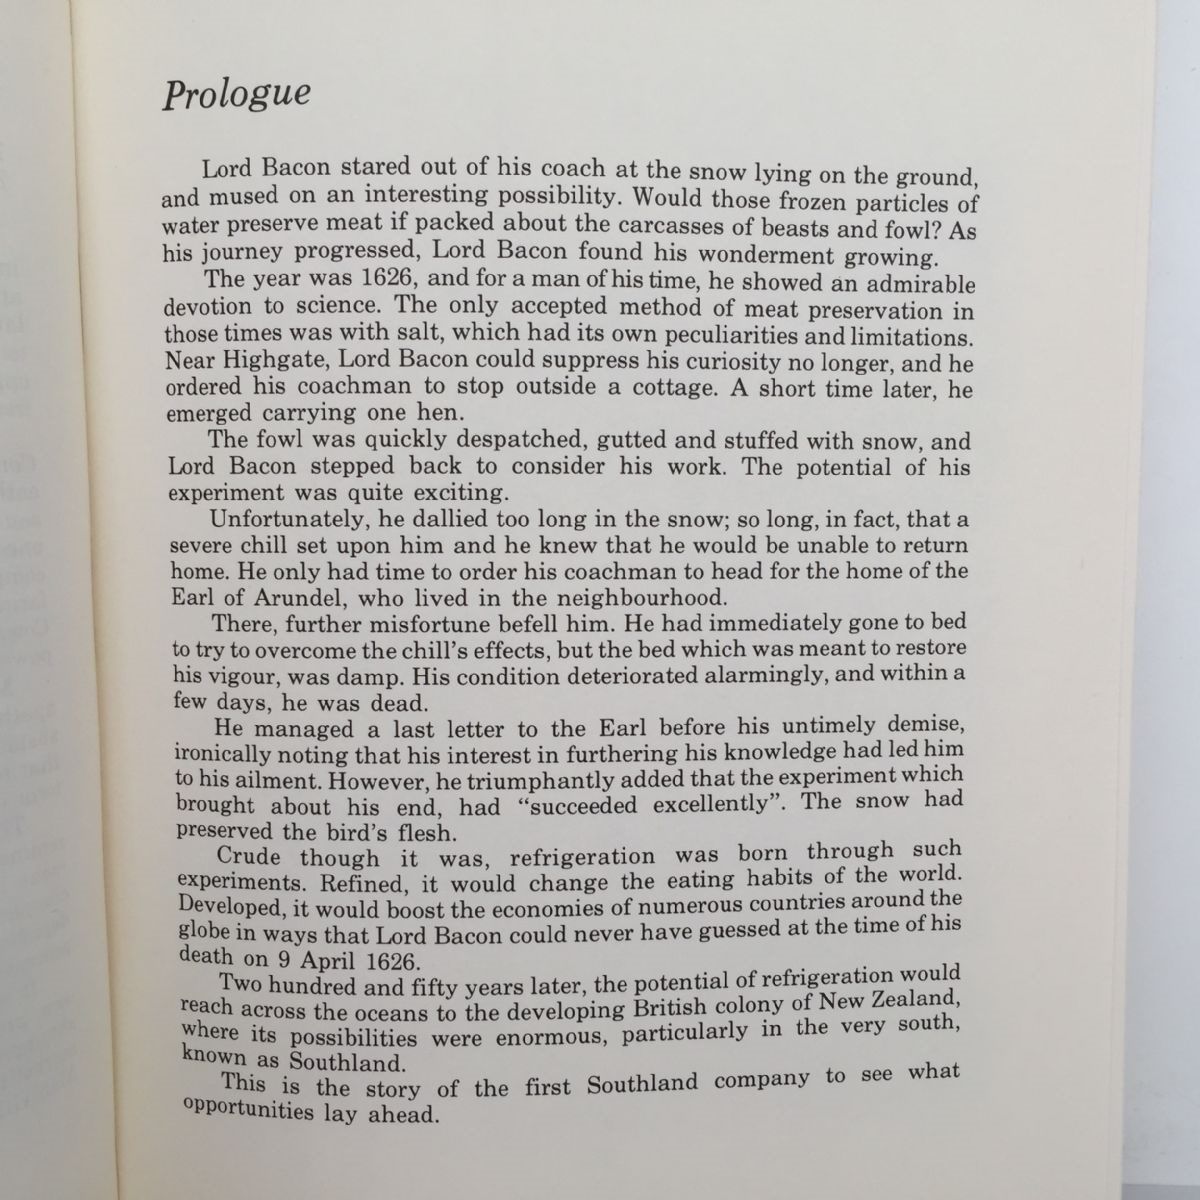 Prologue
Lord Bacon stared out of his coach at the snow lying on the ground,
and mused on an interesting possibility. Would those frozen particles of
water preserve meat if packed about the carcasses of beasts and fowl? As
his journey progressed, Lord Bacon found his wonderment growing.
The year was 1626, and for a man of his time, he showed an admirable
devotion to science. The only accepted method of meat preservation in
those times was with salt, which had its own peculiarities and limitations.
Near Highgate, Lord Bacon could suppress his curiosity no longer, and he
ordered his coachman to stop outside a cottage. A short time later, he
emerged carrying one hen.
The fowl was quickly despatched, gutted and stuffed with snow, and
Lord Bacon stepped back to consider his work. The potential of his
experiment was quite exciting.
Unfortunately, he dallied too long in the snow; so long, in fact, that a
severe chill set upon him and he knew that he would be unable to return
home. He only had time to order his coachman to head for the home of the
Earl of Arundel, who lived in the neighbourhood.
There, further misfortune befell him. He had immediately gone to bed
to try to overcome the chill's effects, but the bed which was meant to restore
his vigour, was damp. His condition deteriorated alarmingly, and within a
few days, he was dead.
He managed a last letter to the Earl before his untimely demise,
ironically noting that his interest in furthering his knowledge had led him
to his ailment. However, he triumphantly added that the experiment which
brought about his end, had “succeeded excellently”. The snow had
preserved the bird's flesh.
Crude though it was, refrigeration was born through such
experiments. Refined, it would change the eating habits of the world.
Developed, it would boost the economies of numerous countries around the
globe in ways that Lord Bacon could never have guessed at the time of his
death on 9 April 1626.
Two hundred and fifty years later, the potential of refrigeration would
reach across the oceans to the developing British colony of New Zealand,
where its possibilities were enormous, particularly in the very south,
known as Southland.
This is the story of the first Southland company to see what
opportunities lay ahead.